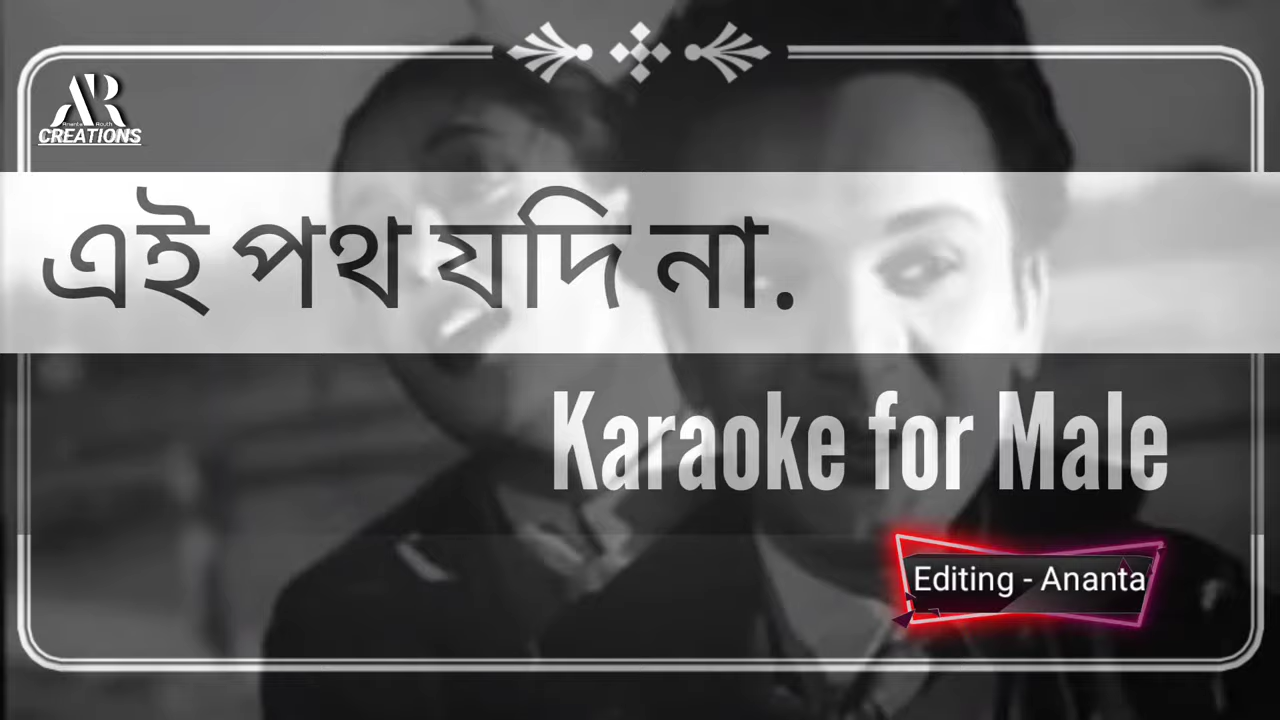 AR
CREATIONS
এই পথ যদি না.
Karaoke for Male
Editing - Ananta